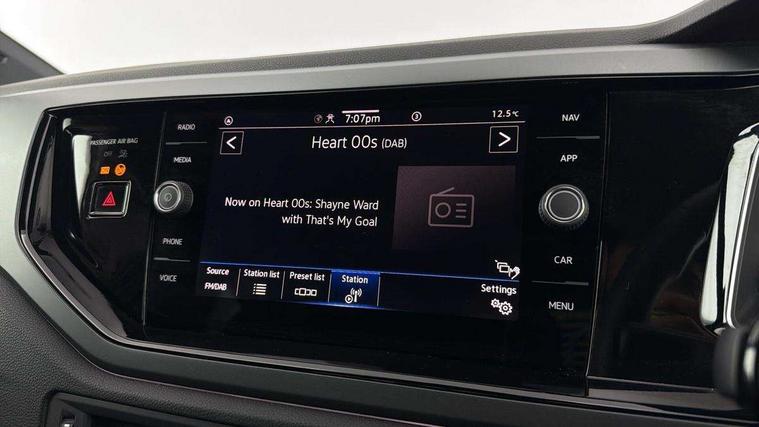 PASSENGER AIR BAG
OFF
RADIO
MEDIA
PHONE
VOICE
7:07pm
3
12.5°C
<
Heart 00s (DAB)
>
Now on Heart 00s: Shayne Ward
with That's My Goal
Source
FM/DAB
Station list
Preset list
Station
Settings
NAV
APP
CAR
MENU